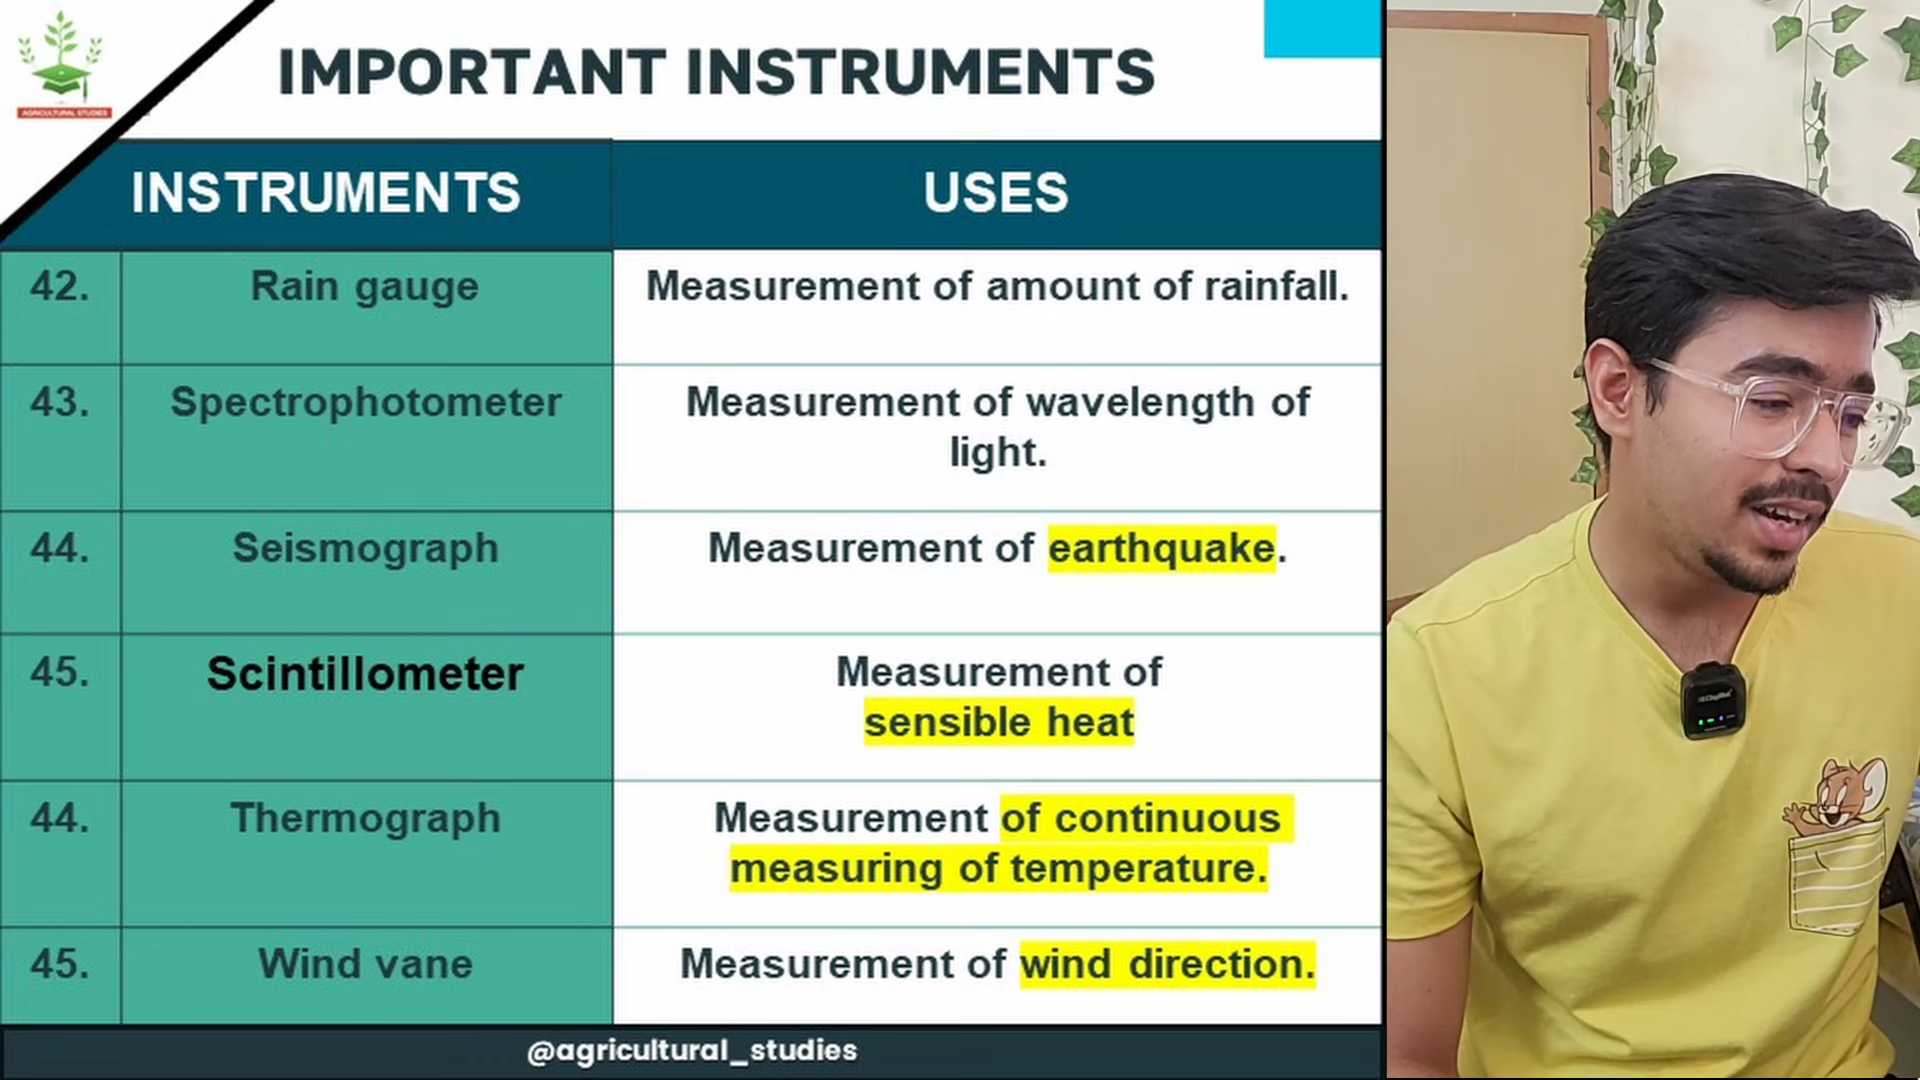 AGRICULTURAL STUDIES
IMPORTANT INSTRUMENTS
INSTRUMENTS
USES
42.
Rain gauge
Measurement of amount of rainfall.
43.
Spectrophotometer
Measurement of wavelength of
light.
44.
Seismograph
Measurement of earthquake.
45.
Scintillometer
Measurement of
sensible heat
44.
Thermograph
Measurement of continuous
measuring of temperature.
45.
Wind vane
Measurement of wind direction.
@agricultural_studies